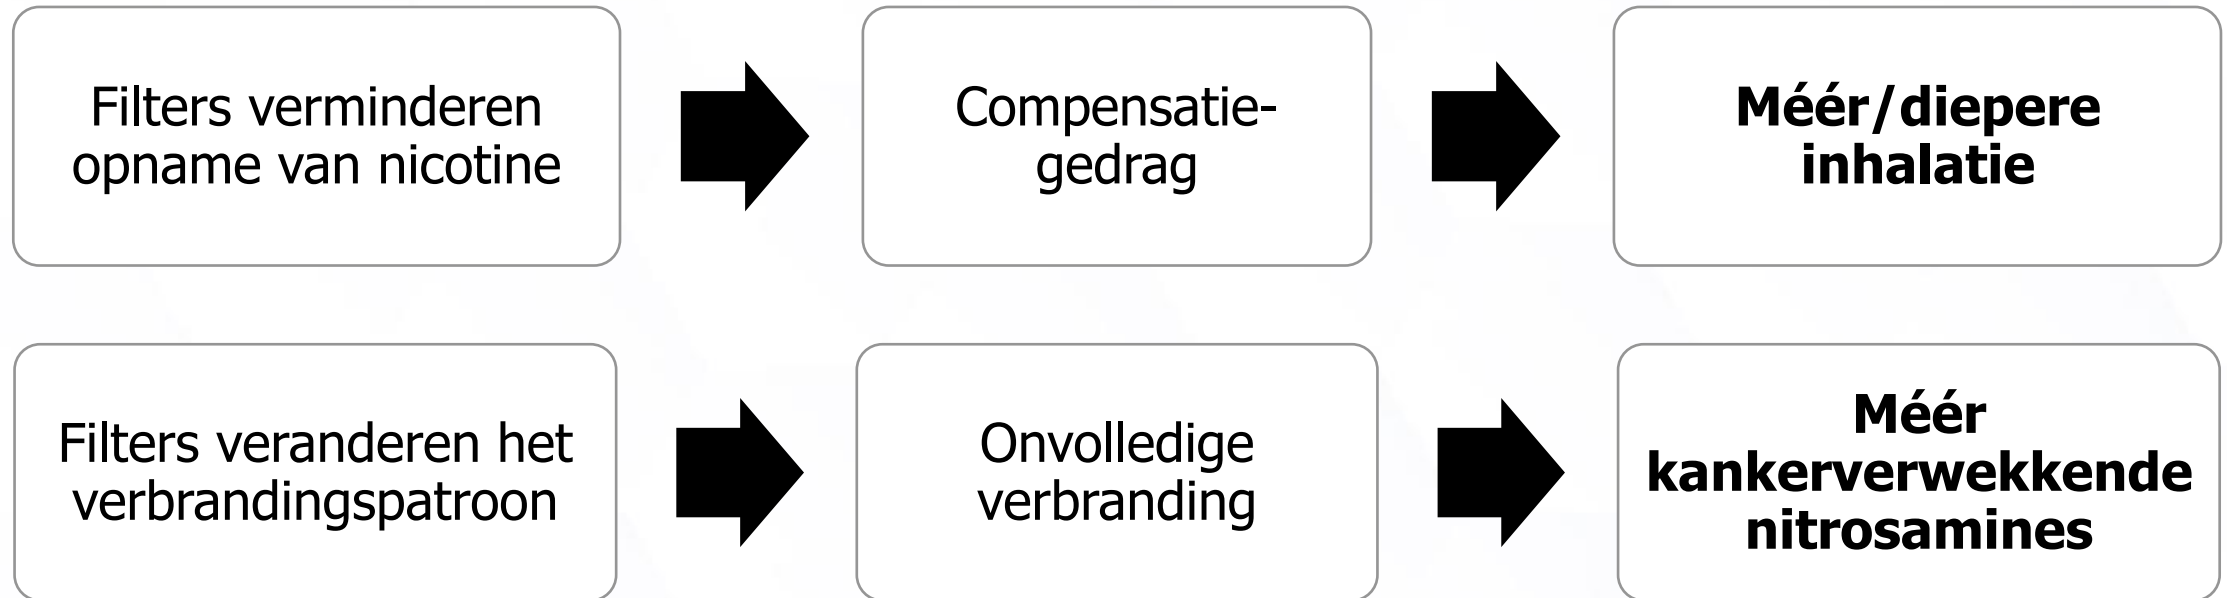 Filters verminderen
opname van nicotine
Compensatie-
gedrag
Méér/diepere
inhalatie
Filters veranderen het
verbrandingspatroon
Onvolledige
verbranding
Méér
kankerverwekkende
nitrosamines